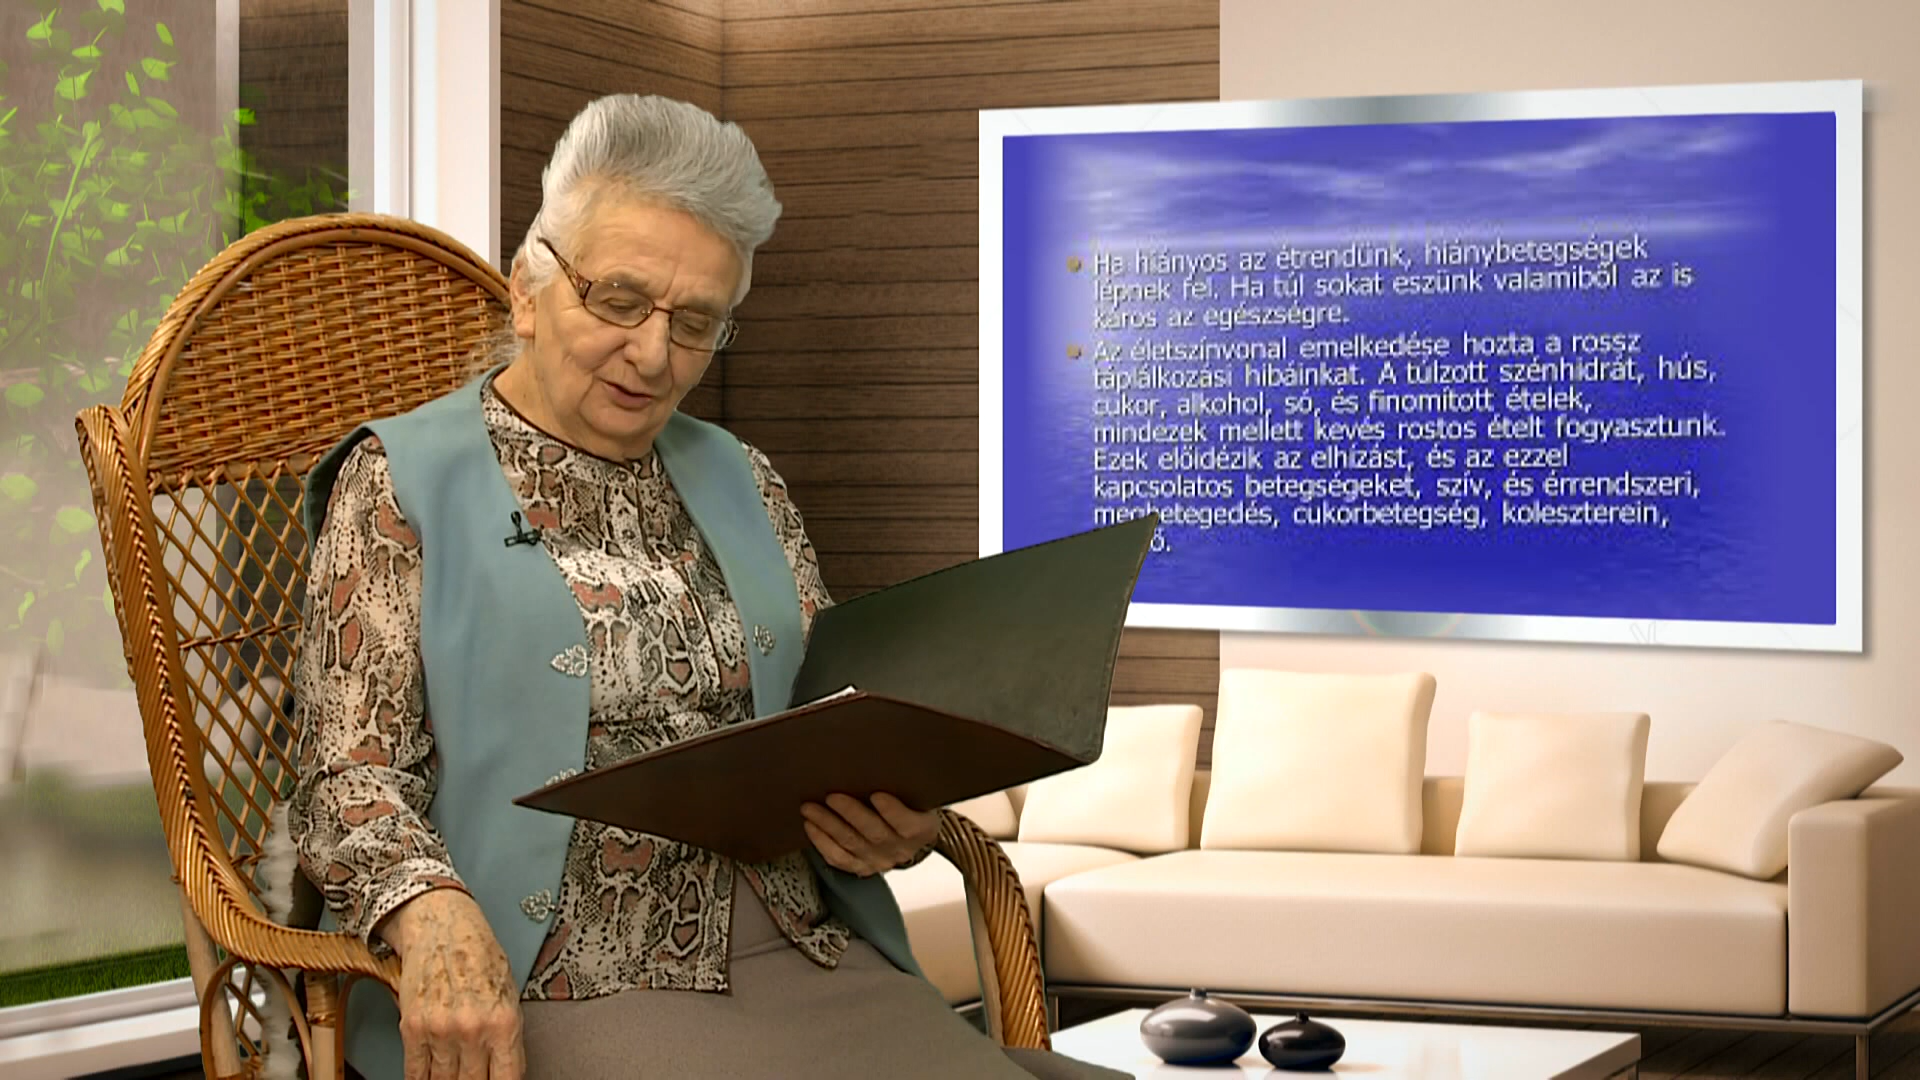 Ha hiányos az étrendünk, hiánybetegségek
lépnek fel. Ha túl sokat eszünk valamiből az is
káros az egészségre.
Az életszínvonal emelkedése hozta a rossz
táplálkozási hibáinkat. A túlzott szénhidrát, hús,
cukor, alkohol, só, és finomított ételek,
mindezek mellett kevés rostos ételt fogyasztunk.
Ezek előidézik az elhízást, és az ezzel
kapcsolatos betegségeket, szív, és érrendszeri,
megbetegedés, cukorbetegség, koleszterein,